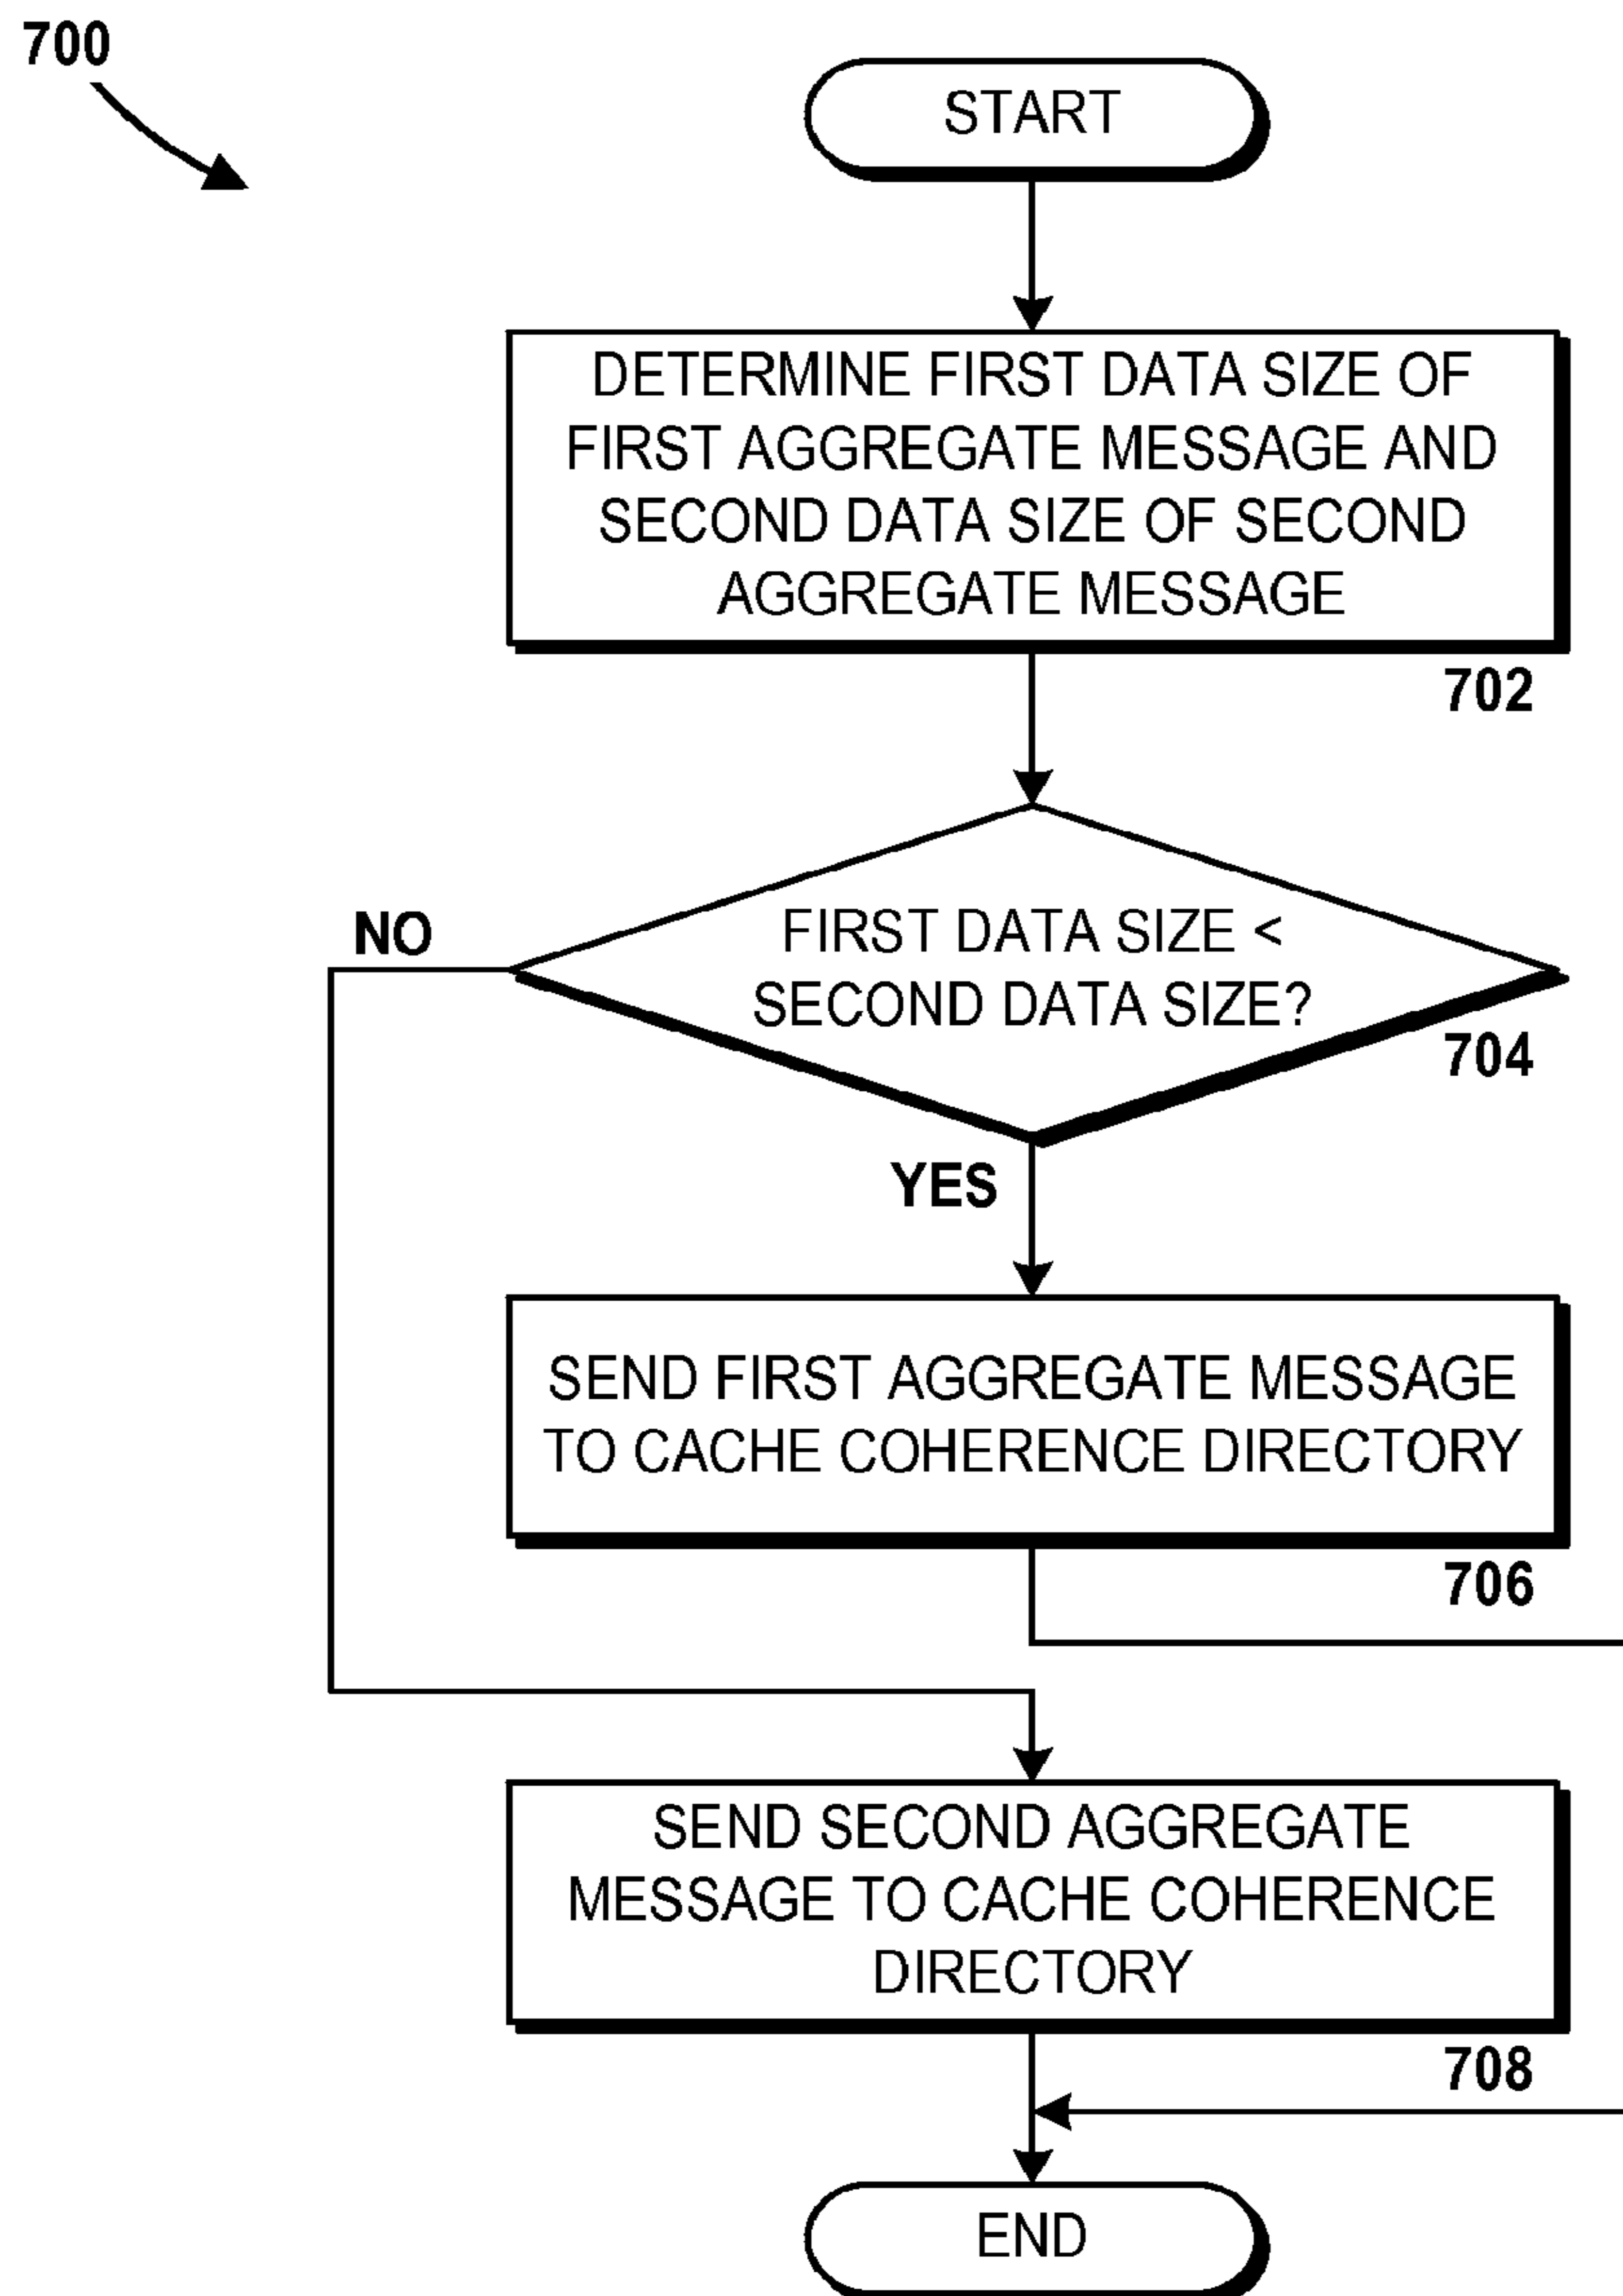 700
START
DETERMINE FIRST DATA SIZE OF
FIRST AGGREGATE MESSAGE AND
SECOND DATA SIZE OF SECOND
AGGREGATE MESSAGE
702
NO
FIRST DATA SIZE <
SECOND DATA SIZE?
704
YES
SEND FIRST AGGREGATE MESSAGE
TO CACHE COHERENCE DIRECTORY
706
SEND SECOND AGGREGATE
MESSAGE TO CACHE COHERENCE
DIRECTORY
708
END